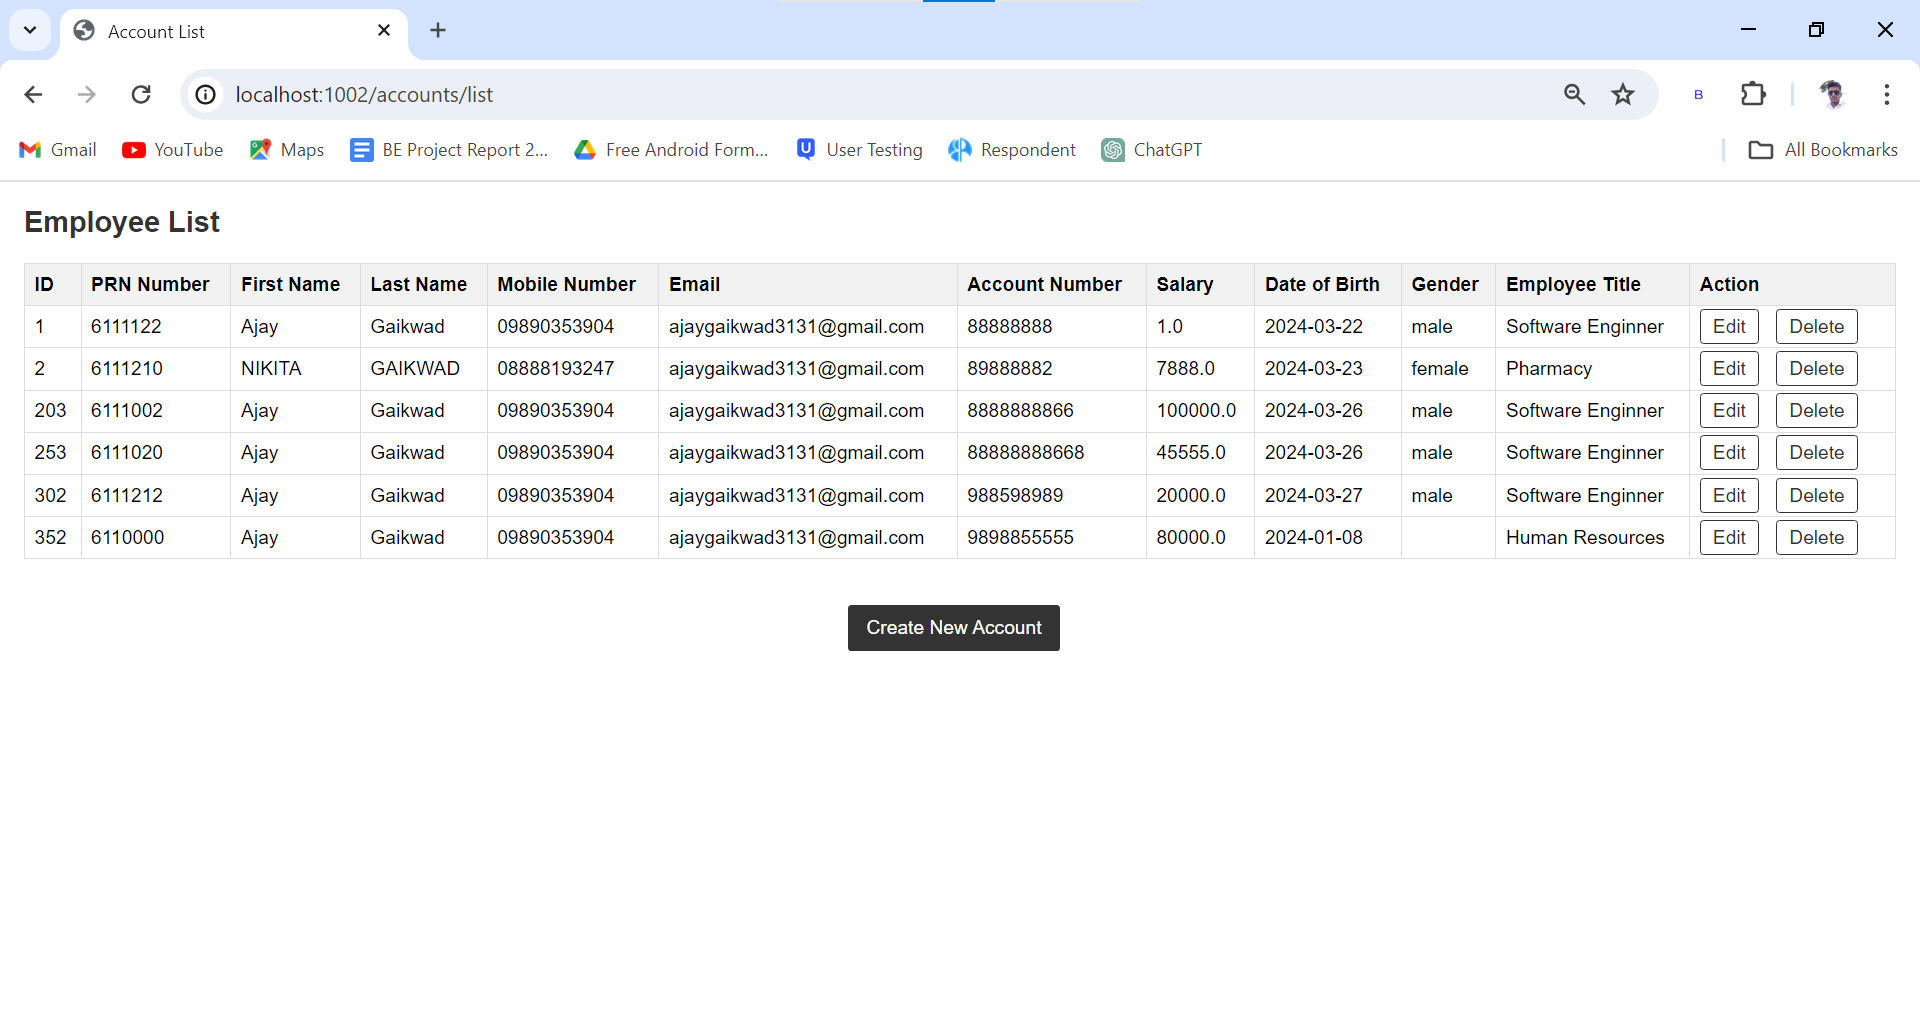 Account List
localhost:1002/accounts/list
B
Gmail YouTube Maps BE Project Report 2... Free Android Form... User Testing Respondent ChatGPT All Bookmarks
Employee List
ID PRN Number First Name Last Name Mobile Number Email Account Number Salary Date of Birth Gender Employee Title Action
1 6111122 Ajay Gaikwad 09890353904 ajaygaikwad3131@gmail.com 88888888 1.0 2024-03-22 male Software Enginner Edit Delete
2 6111210 NIKITA GAIKWAD 08888193247 ajaygaikwad3131@gmail.com 89888882 7888.0 2024-03-23 female Pharmacy Edit Delete
203 6111002 Ajay Gaikwad 09890353904 ajaygaikwad3131@gmail.com 8888888866 100000.0 2024-03-26 male Software Enginner Edit Delete
253 6111020 Ajay Gaikwad 09890353904 ajaygaikwad3131@gmail.com 88888888668 45555.0 2024-03-26 male Software Enginner Edit Delete
302 6111212 Ajay Gaikwad 09890353904 ajaygaikwad3131@gmail.com 988598989 20000.0 2024-03-27 male Software Enginner Edit Delete
352 6110000 Ajay Gaikwad 09890353904 ajaygaikwad3131@gmail.com 9898855555 80000.0 2024-01-08 Human Resources Edit Delete
Create New Account